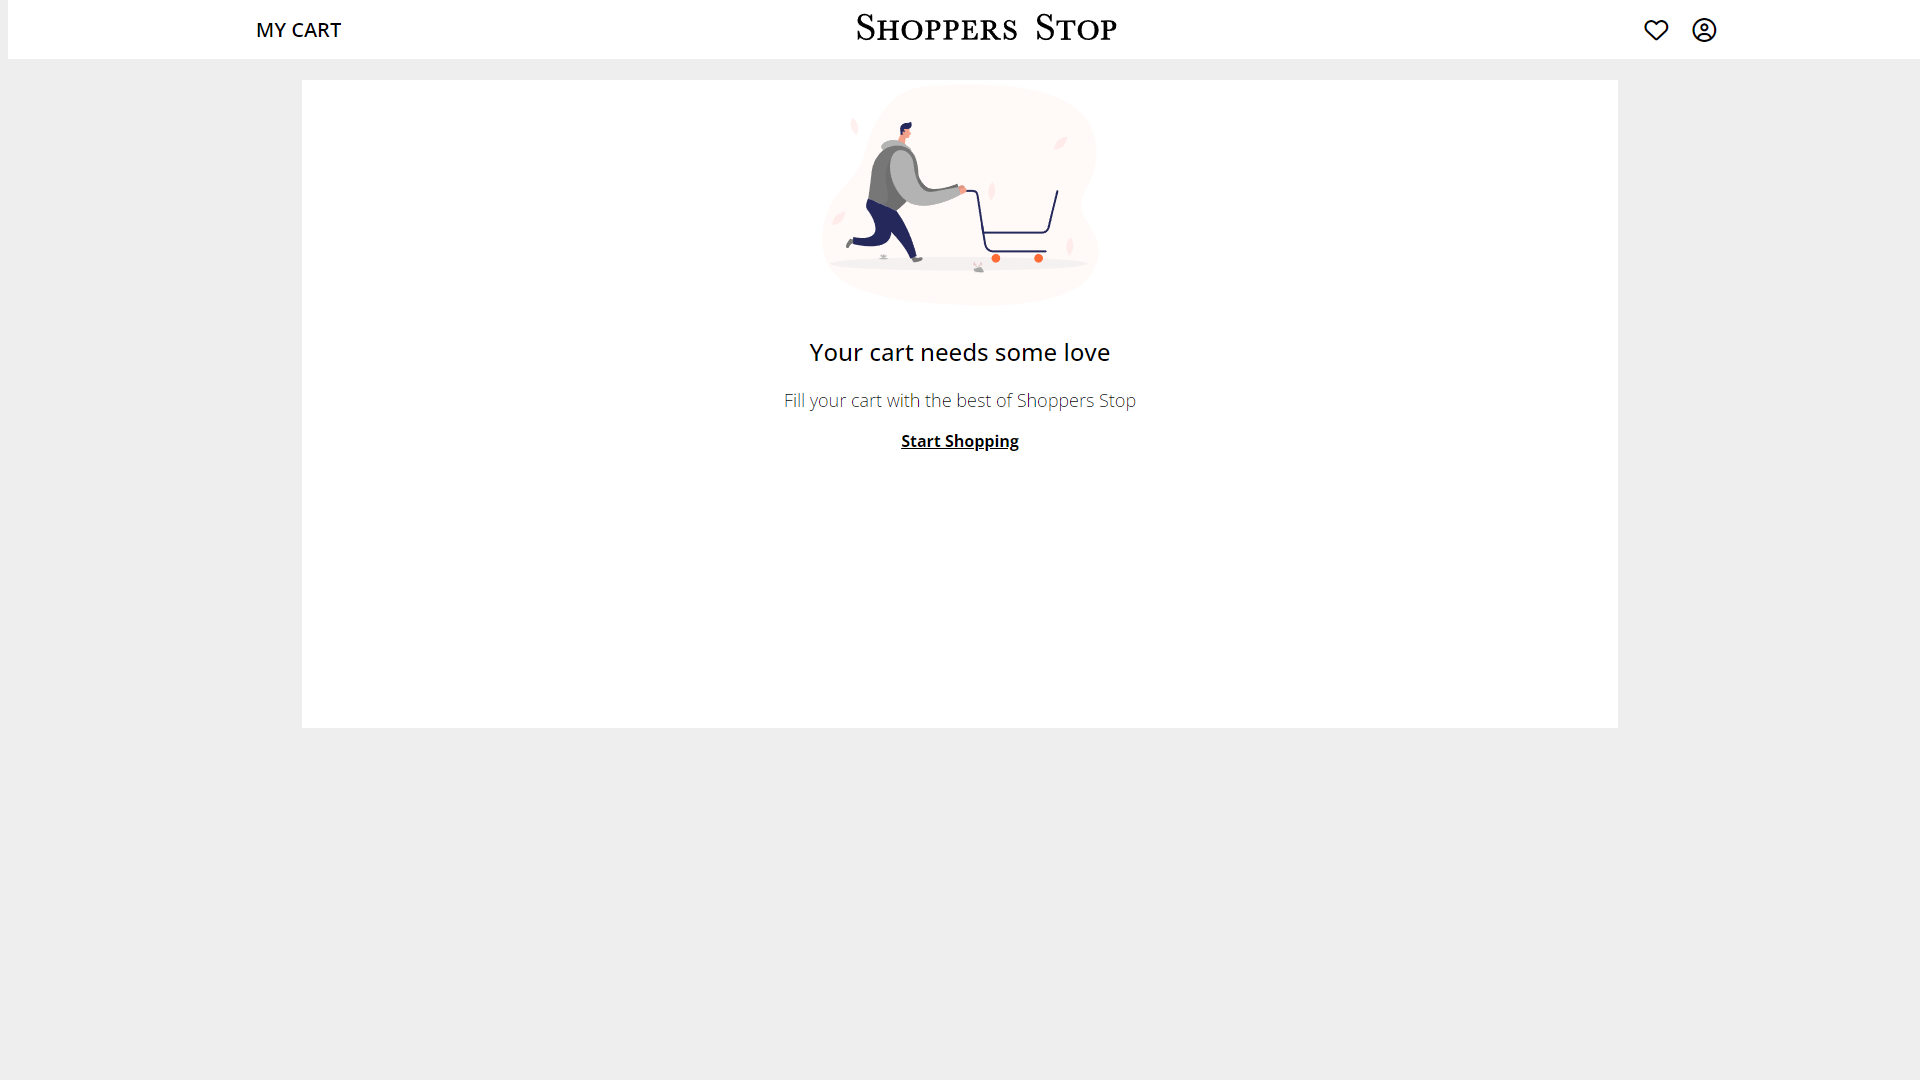 MY CART
SHOPPERS STOP
Your cart needs some love
Fill your cart with the best of Shoppers Stop
Start Shopping